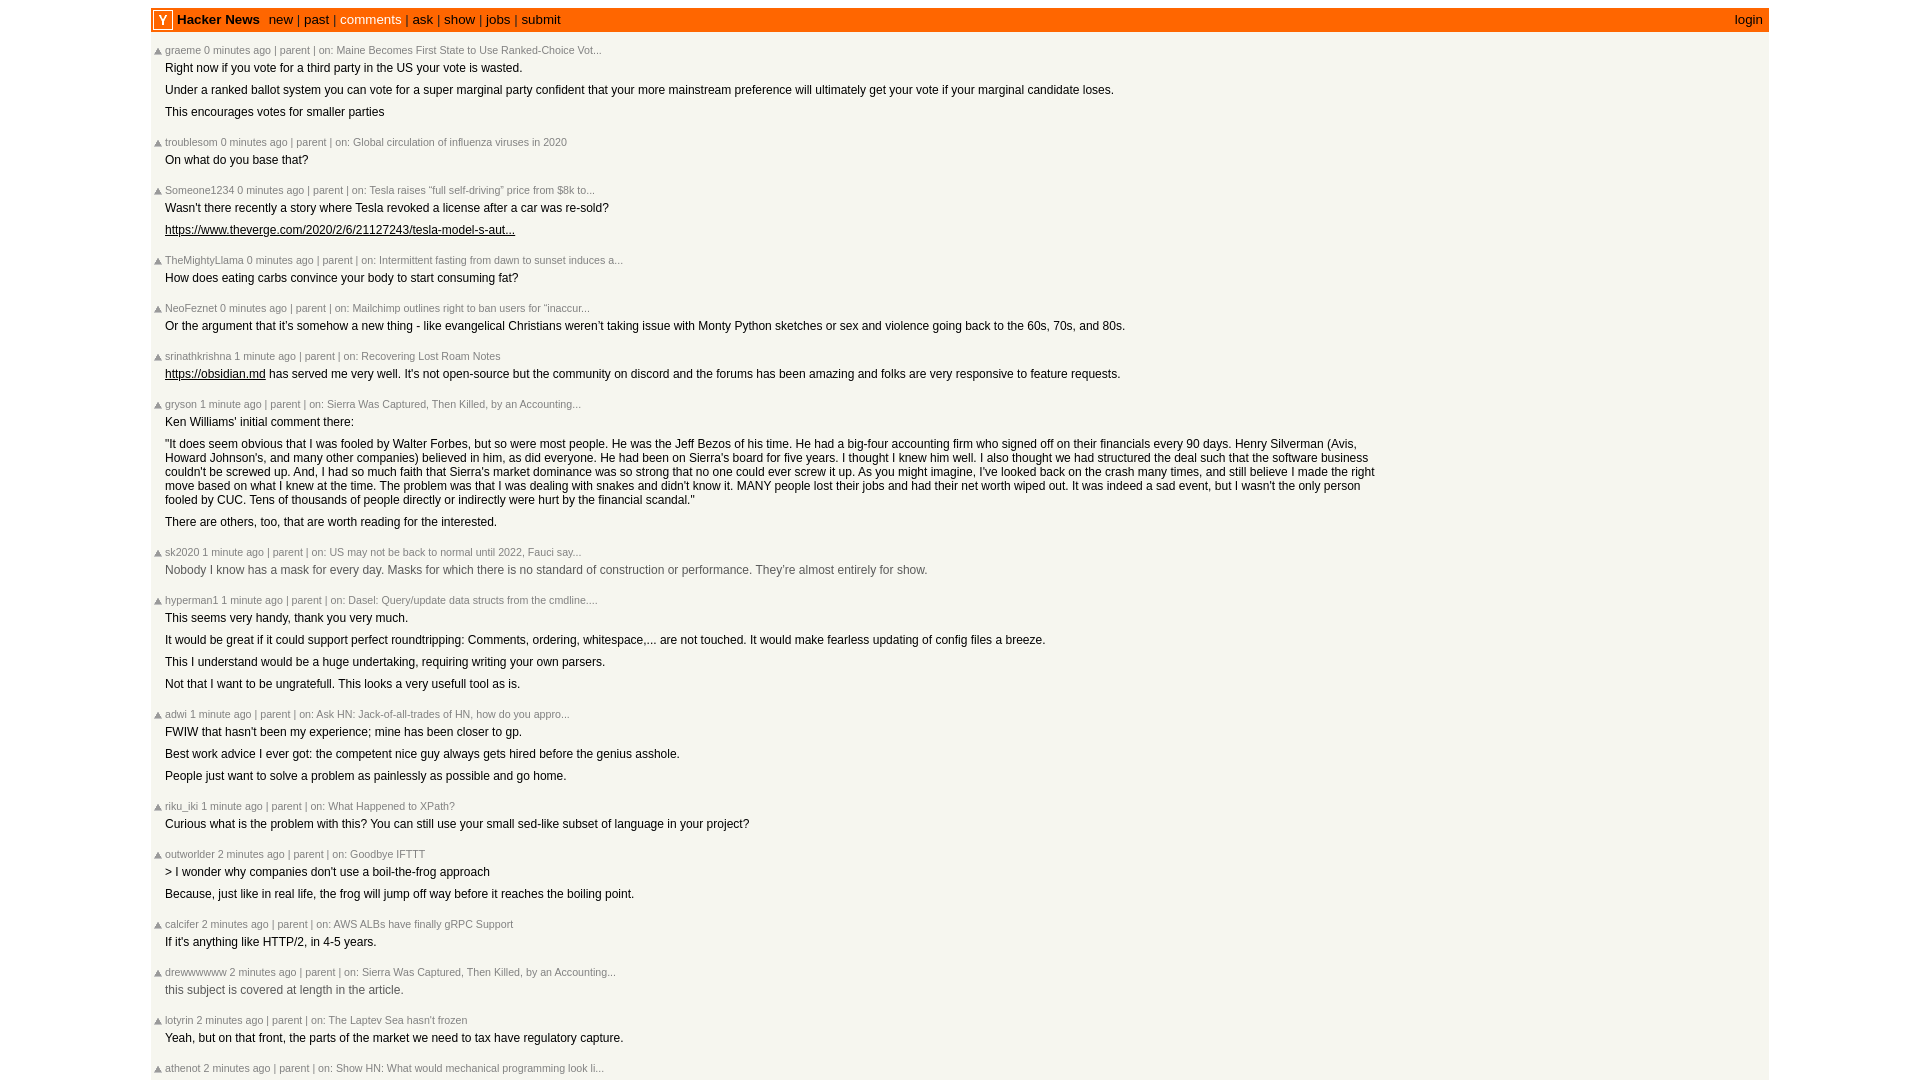 Y Hacker News new | past | comments | ask | show | jobs | submit login
graeme 0 minutes ago | parent | on: Maine Becomes First State to Use Ranked-Choice Vot...
Right now if you vote for a third party in the US your vote is wasted.
Under a ranked ballot system you can vote for a super marginal party confident that your more mainstream preference will ultimately get your vote if your marginal candidate loses.
This encourages votes for smaller parties
troublesom 0 minutes ago | parent | on: Global circulation of influenza viruses in 2020
On what do you base that?
Someone1234 0 minutes ago | parent | on: Tesla raises “full self-driving” price from $8k to...
Wasn't there recently a story where Tesla revoked a license after a car was re-sold?
https://www.theverge.com/2020/2/6/21127243/tesla-model-s-aut...
TheMightyLlama 0 minutes ago | parent | on: Intermittent fasting from dawn to sunset induces a...
How does eating carbs convince your body to start consuming fat?
NeoFeznet 0 minutes ago | parent | on: Mailchimp outlines right to ban users for “inaccur...
Or the argument that it’s somehow a new thing - like evangelical Christians weren’t taking issue with Monty Python sketches or sex and violence going back to the 60s, 70s, and 80s.
srinathkrishna 1 minute ago | parent | on: Recovering Lost Roam Notes
https://obsidian.md has served me very well. It's not open-source but the community on discord and the forums has been amazing and folks are very responsive to feature requests.
gryson 1 minute ago | parent | on: Sierra Was Captured, Then Killed, by an Accounting...
Ken Williams' initial comment there:
"It does seem obvious that I was fooled by Walter Forbes, but so were most people. He was the Jeff Bezos of his time. He had a big-four accounting firm who signed off on their financials every 90 days. Henry Silverman (Avis,
Howard Johnson's, and many other companies) believed in him, as did everyone. He had been on Sierra's board for five years. I thought I knew him well. I also thought we had structured the deal such that the software business
couldn't be screwed up. And, I had so much faith that Sierra's market dominance was so strong that no one could ever screw it up. As you might imagine, I've looked back on the crash many times, and still believe I made the right
move based on what I knew at the time. The problem was that I was dealing with snakes and didn't know it. MANY people lost their jobs and had their net worth wiped out. It was indeed a sad event, but I wasn't the only person
fooled by CUC. Tens of thousands of people directly or indirectly were hurt by the financial scandal."
There are others, too, that are worth reading for the interested.
sk2020 1 minute ago | parent | on: US may not be back to normal until 2022, Fauci say...
Nobody I know has a mask for every day. Masks for which there is no standard of construction or performance. They’re almost entirely for show.
hyperman1 1 minute ago | parent | on: Dasel: Query/update data structs from the cmdline....
This seems very handy, thank you very much.
It would be great if it could support perfect roundtripping: Comments, ordering, whitespace,... are not touched. It would make fearless updating of config files a breeze.
This I understand would be a huge undertaking, requiring writing your own parsers.
Not that I want to be ungratefull. This looks a very usefull tool as is.
adwi 1 minute ago | parent | on: Ask HN: Jack-of-all-trades of HN, how do you appro...
FWIW that hasn't been my experience; mine has been closer to gp.
Best work advice I ever got: the competent nice guy always gets hired before the genius asshole.
People just want to solve a problem as painlessly as possible and go home.
riku_iki 1 minute ago | parent | on: What Happened to XPath?
Curious what is the problem with this? You can still use your small sed-like subset of language in your project?
outworlder 2 minutes ago | parent | on: Goodbye IFTTT
> I wonder why companies don't use a boil-the-frog approach
Because, just like in real life, the frog will jump off way before it reaches the boiling point.
calcifer 2 minutes ago | parent | on: AWS ALBs have finally gRPC Support
If it's anything like HTTP/2, in 4-5 years.
drewwwwww 2 minutes ago | parent | on: Sierra Was Captured, Then Killed, by an Accounting...
this subject is covered at length in the article.
lotyrin 2 minutes ago | parent | on: The Laptev Sea hasn't frozen
Yeah, but on that front, the parts of the market we need to tax have regulatory capture.
athenot 2 minutes ago | parent | on: Show HN: What would mechanical programming look li...